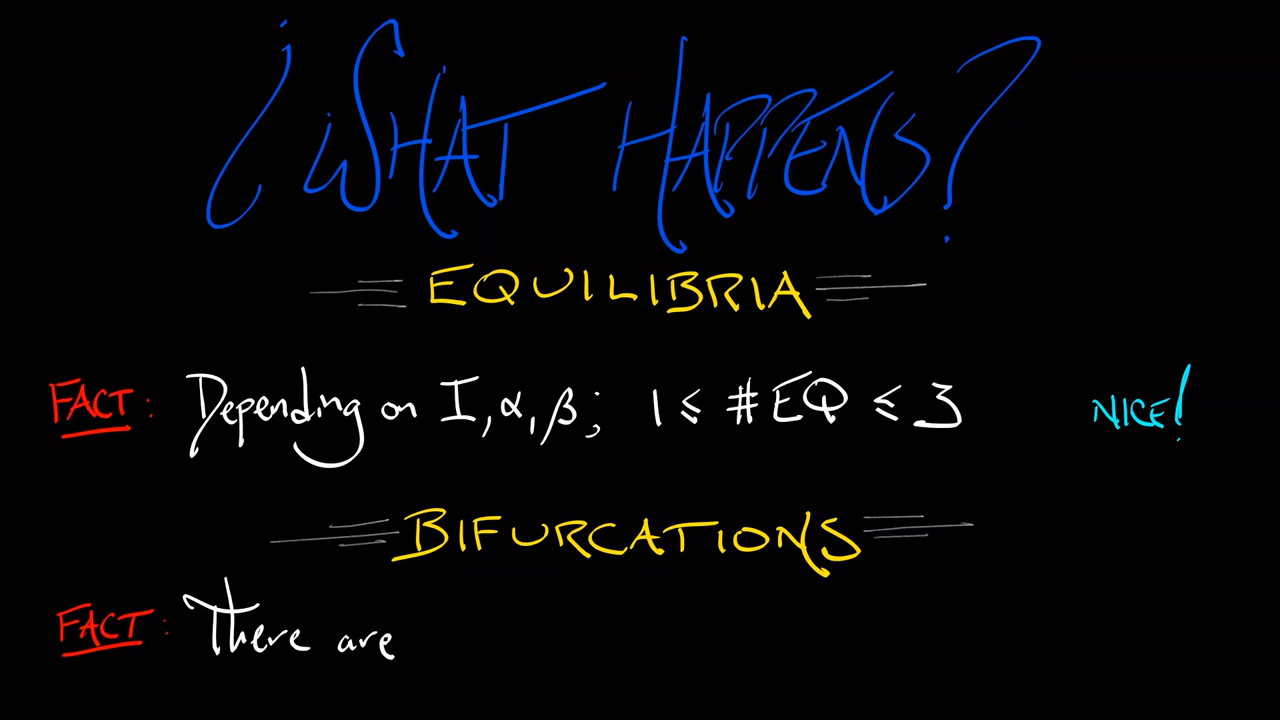 ¿WHAT HAPPENS?
EQUILIBRIA
FACT: Depending on I, α, β; 1 ≤ #EQ ≤ 3 NICE!
BIFURCATIONS
FACT: There are